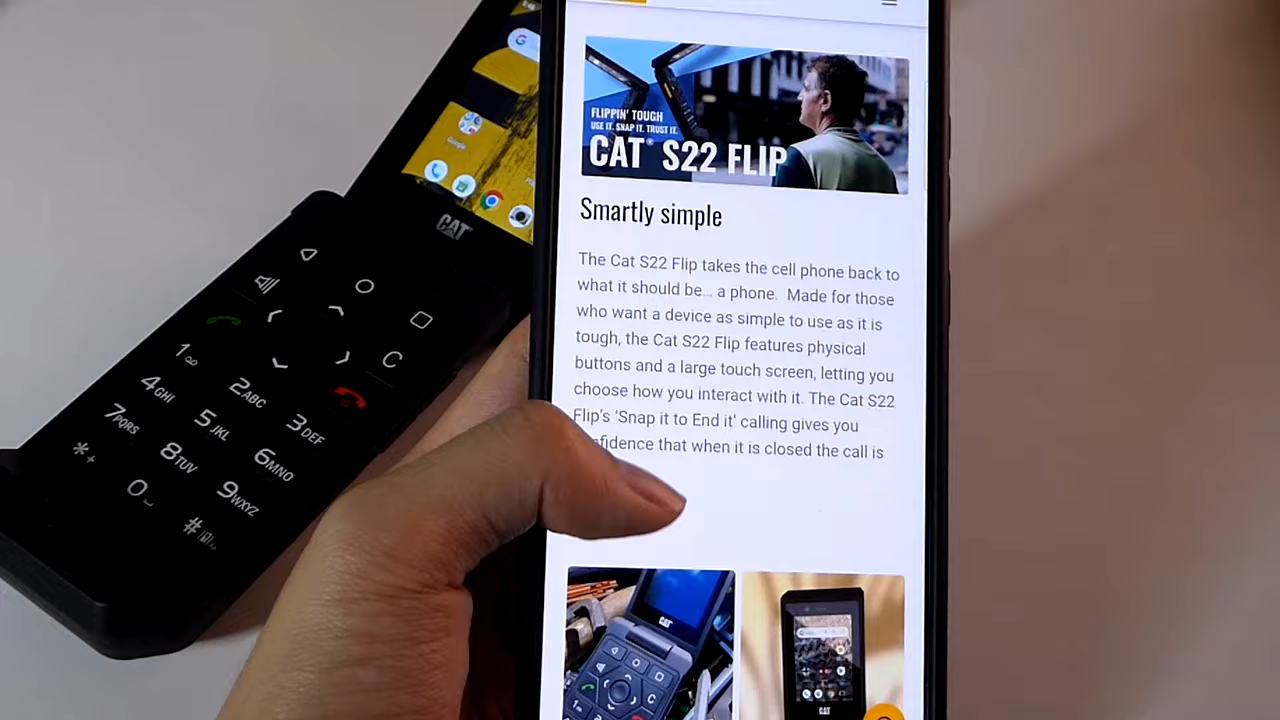 FLIPPIN' TOUGH
USE IT. SNAP IT. TRUST IT.
CAT® S22 FLIP
Smartly simple
The Cat S22 Flip takes the cell phone back to
what it should be... a phone. Made for those
who want a device as simple to use as it is
tough, the Cat S22 Flip features physical
buttons and a large touch screen, letting you
choose how you interact with it. The Cat S22
Flip's 'Snap it to End it' calling gives you
that when it is closed the call is
Google
CAT
C
1
2ABC
3DEF
4GHI
5JKL
6MNO
7PQRS
8TUV
9WXYZ
*+
0
#
CAT
CAT